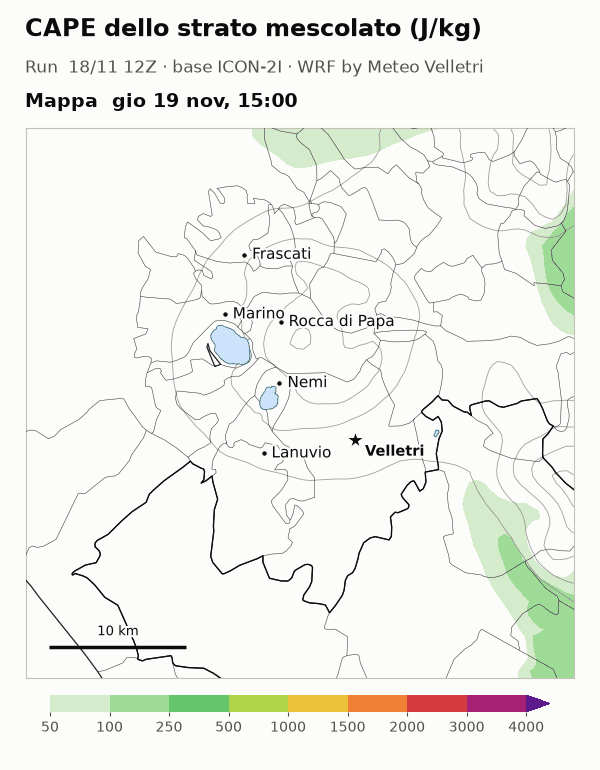 CAPE dello strato mescolato (J/kg)
Run  18/11 12Z · base ICON-2I · WRF by Meteo Velletri
Mappa  gio 19 nov, 15:00
Frascati
Marino
Rocca di Papa
Nemi
Velletri
Lanuvio
10 km
50 100 250 500 1000 1500 2000 3000 4000